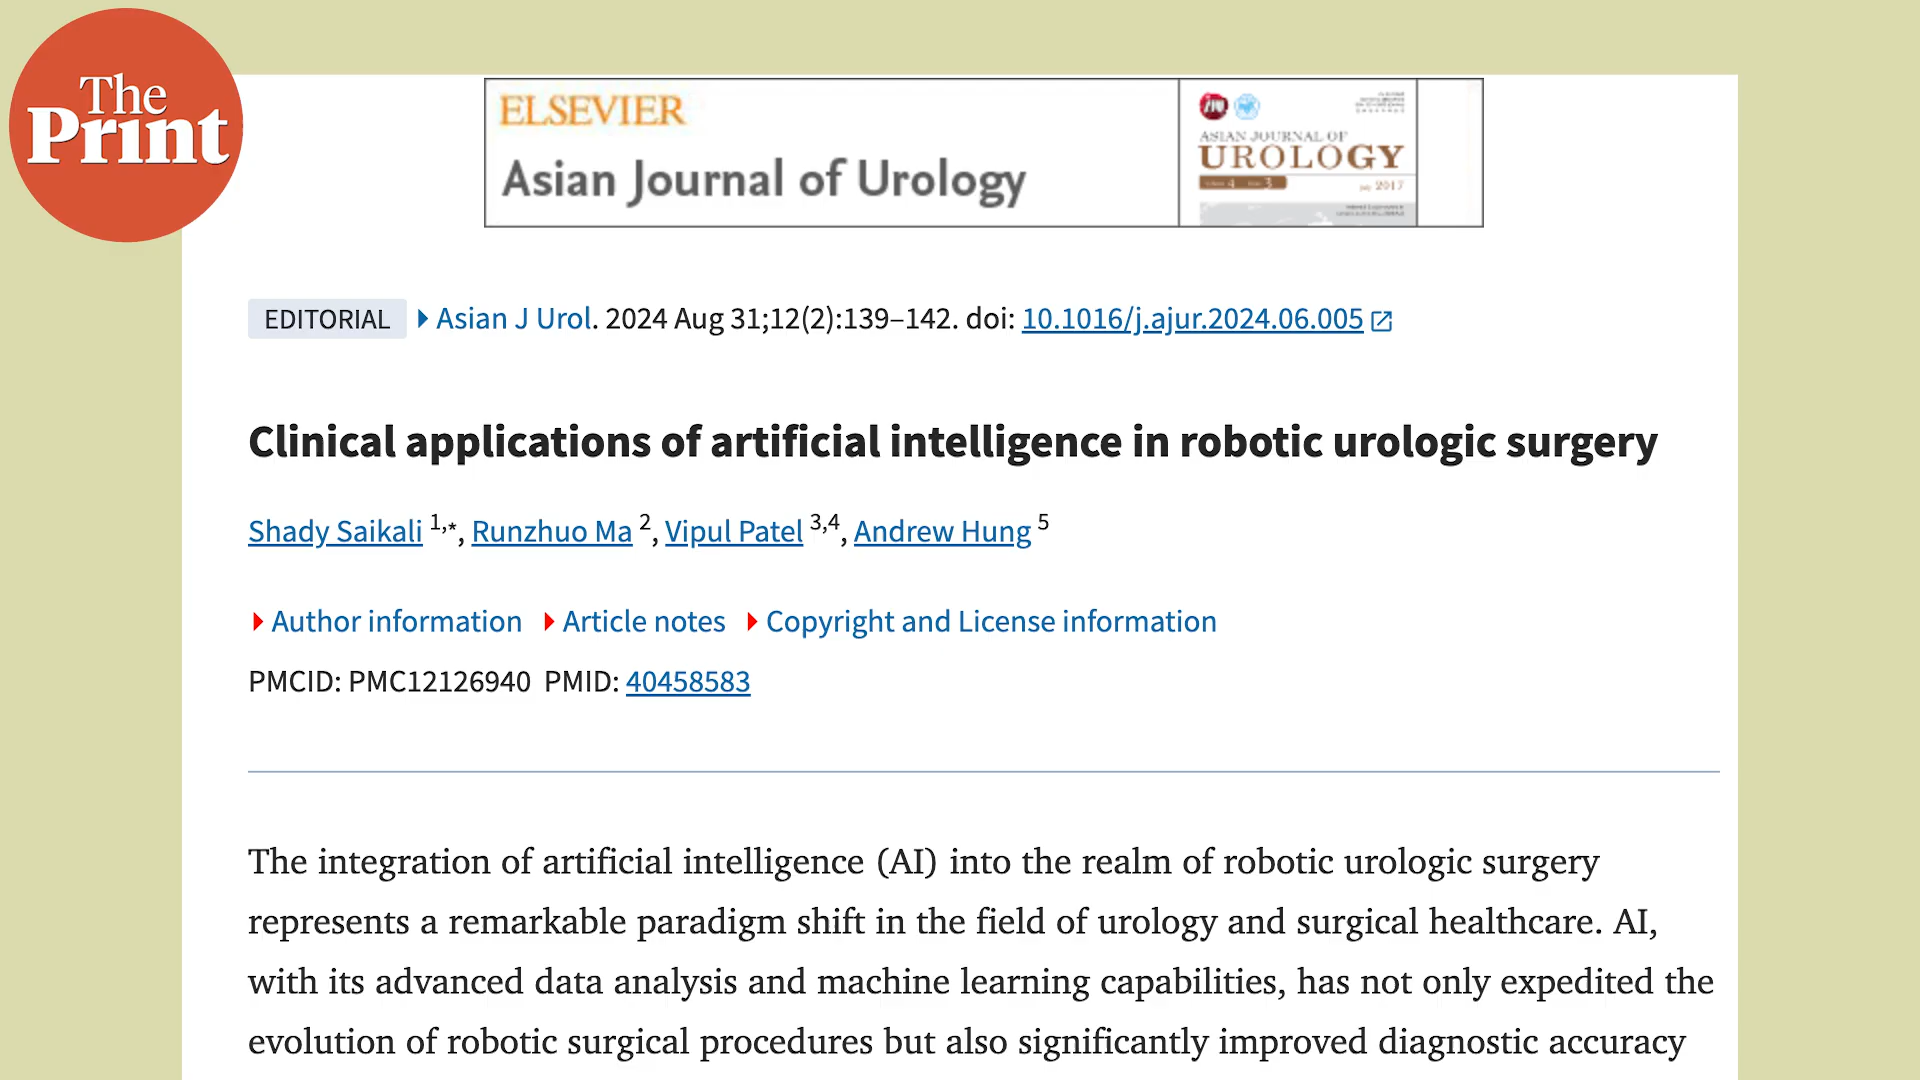 The
Print
ELSEVIER
Asian Journal of Urology
ASIAN JOURNAL OF
UROLOGY
2017
EDITORIAL Asian J Urol. 2024 Aug 31;12(2):139–142. doi: 10.1016/j.ajur.2024.06.005
Clinical applications of artificial intelligence in robotic urologic surgery
Shady Saikali 1,*, Runzhuo Ma 2, Vipul Patel 3,4, Andrew Hung 5
Author information Article notes Copyright and License information
PMCID: PMC12126940 PMID: 40458583
The integration of artificial intelligence (AI) into the realm of robotic urologic surgery
represents a remarkable paradigm shift in the field of urology and surgical healthcare. AI,
with its advanced data analysis and machine learning capabilities, has not only expedited the
evolution of robotic surgical procedures but also significantly improved diagnostic accuracy